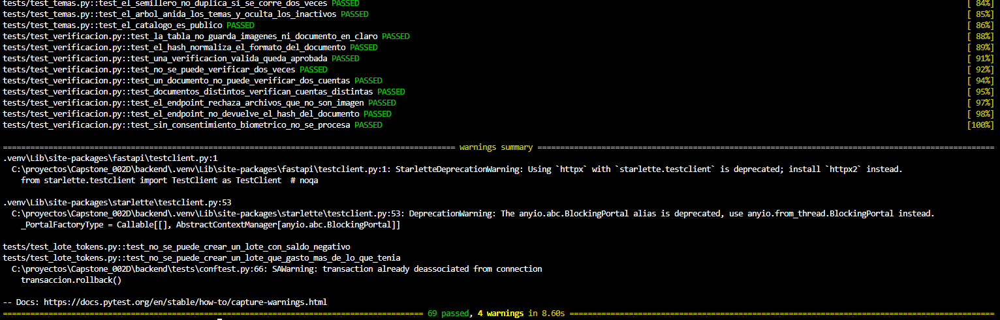 tests/test_temas.py::test_el_semillero_no_duplica_si_se_corre_dos_veces PASSED [ 84%]
tests/test_temas.py::test_el_arbol_anida_los_temas_y_oculta_los_inactivos PASSED [ 85%]
tests/test_temas.py::test_el_catalogo_es_publico PASSED [ 86%]
tests/test_verificacion.py::test_la_tabla_no_guarda_imagenes_ni_documento_en_claro PASSED [ 88%]
tests/test_verificacion.py::test_el_hash_normaliza_el_formato_del_documento PASSED [ 89%]
tests/test_verificacion.py::test_una_verificacion_valida_queda_aprobada PASSED [ 91%]
tests/test_verificacion.py::test_no_se_puede_verificar_dos_veces PASSED [ 92%]
tests/test_verificacion.py::test_un_documento_no_puede_verificar_dos_cuentas PASSED [ 94%]
tests/test_verificacion.py::test_documentos_distintos_verifican_cuentas_distintas PASSED [ 95%]
tests/test_verificacion.py::test_el_endpoint_rechaza_archivos_que_no_son_imagen PASSED [ 97%]
tests/test_verificacion.py::test_el_endpoint_no_devuelve_el_hash_del_documento PASSED [ 98%]
tests/test_verificacion.py::test_sin_consentimiento_biometrico_no_se_procesa PASSED [100%]
warnings summary
.venv\Lib\site-packages\fastapi\testclient.py:1
C:\proyectos\Capstone_002D\backend\.venv\Lib\site-packages\fastapi\testclient.py:1: StarletteDeprecationWarning: Using `httpx` with `starlette.testclient` is deprecated; install `httpx2` instead.
from starlette.testclient import TestClient as TestClient  # noqa
.venv\Lib\site-packages\starlette\testclient.py:53
C:\proyectos\Capstone_002D\backend\.venv\Lib\site-packages\starlette\testclient.py:53: DeprecationWarning: The anyio.abc.BlockingPortal alias is deprecated, use anyio.from_thread.BlockingPortal instead.
_PortalFactoryType = Callable[[], AbstractContextManager[anyio.abc.BlockingPortal]]
tests/test_lote_tokens.py::test_no_se_puede_crear_un_lote_con_saldo_negativo
tests/test_lote_tokens.py::test_no_se_puede_crear_un_lote_que_gasto_mas_de_lo_que_tenia
C:\proyectos\Capstone_002D\backend\tests\conftest.py:66: SAWarning: transaction already deassociated from connection
transaccion.rollback()
-- Docs: https://docs.pytest.org/en/stable/how-to/capture-warnings.html
69 passed, 4 warnings in 8.60s